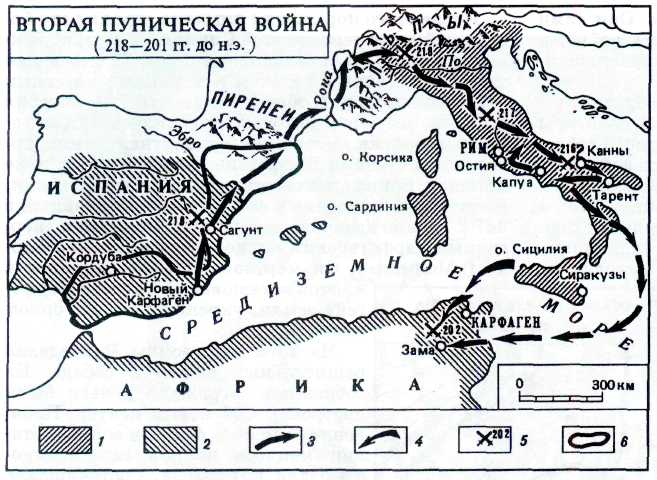 ВТОРАЯ ПУНИЧЕСКАЯ ВОЙНА
(218—201 гг. до н.э.)
А Л Ь П Ы
218
По
Рона
ПИРЕНЕИ
Эбро
217
о. Корсика
РИМ
Остия
216
Канны
Капуа
Тарент
ИСПАНИЯ
о. Сардиния
218
Сагунт
Кордуба
Новый
Карфаген
о. Сицилия
Сиракузы
СРЕДИЗЕМНОЕ МОРЕ
КАРФАГЕН
202
Зама
АФРИКА
0 300 км
1 2 3 4 202 5 6